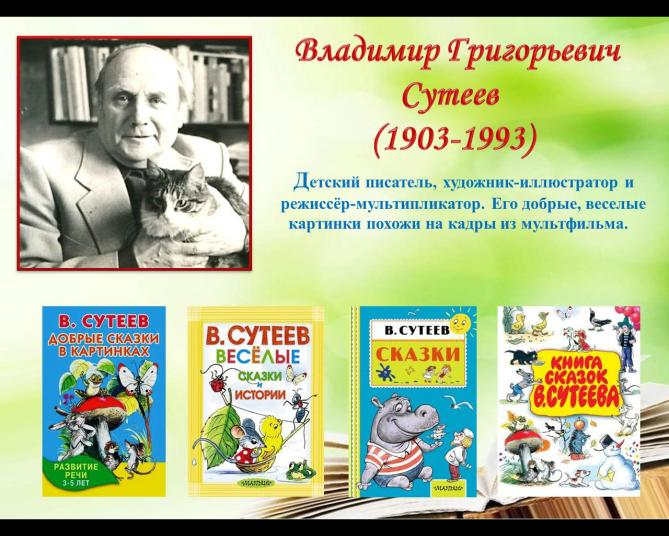 Владимир Григорьевич
Сутеев
(1903-1993)
Детский писатель, художник-иллюстратор и
режиссёр-мультипликатор. Его добрые, веселые
картинки похожи на кадры из мультфильма.
В. СУТЕЕВ
ДОБРЫЕ СКАЗКИ
В КАРТИНКАХ
РАЗВИТИЕ
РЕЧИ
3-5 ЛЕТ
В. СУТЕЕВ
ВЕСЁЛЫЕ
СКАЗКИ
И
ИСТОРИИ
«МАЛЫШ»
В. СУТЕЕВ
СКАЗКИ
«МАЛЫШ»
КНИГА
СКАЗОК
В. СУТЕЕВА